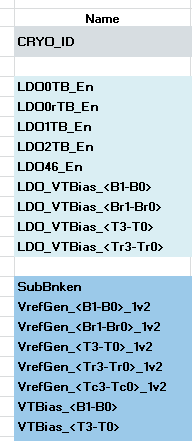 Name
CRYO_ID
LDO0TB_En
LDO0rTB_En
LDO1TB_En
LDO2TB_En
LDO46_En
LDO_VTBias_<B1-B0>
LDO_VTBias_<Br1-Br0>
LDO_VTBias_<T3-T0>
LDO_VTBias_<Tr3-Tr0>
SubBnken
VrefGen_<B1-B0>_1v2
VrefGen_<Br1-Br0>_1v2
VrefGen_<T3-T0>_1v2
VrefGen_<Tr3-Tr0>_1v2
VrefGen_<Tc3-Tc0>_1v2
VTBias_<B1-B0>
VTBias_<T3-T0>